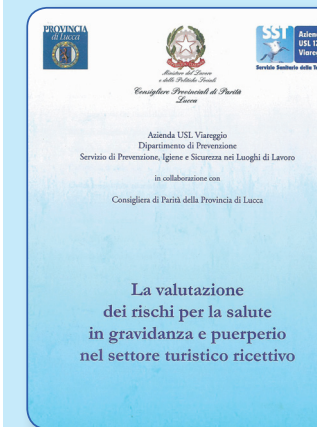 PROVINCIA
di Lucca
Ministero del Lavoro
e delle Politiche Sociali
Consigliere Provinciali di Parità
Lucca
SST
Azien
USL 12
Viareg
Servizio Sanitario della T
Azienda USL Viareggio
Dipartimento di Prevenzione
Servizio di Prevenzione, Igiene e Sicurezza nei Luoghi di Lavoro
in collaborazione con
Consigliera di Parità della Provincia di Lucca
La valutazione
dei rischi per la salute
in gravidanza e puerperio
nel settore turistico ricettivo